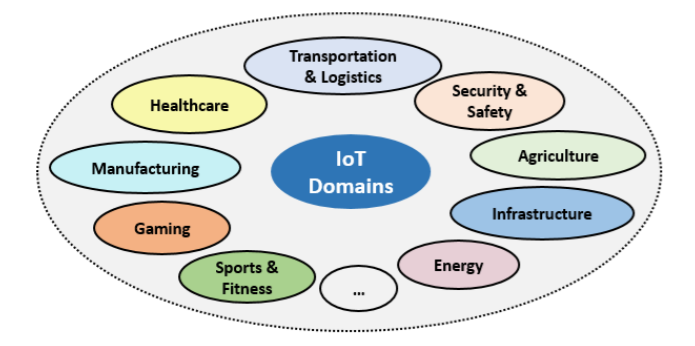 Transportation
& Logistics
Healthcare
Security &
Safety
Manufacturing
IoT
Domains
Agriculture
Gaming
Infrastructure
Sports &
Fitness
...
Energy